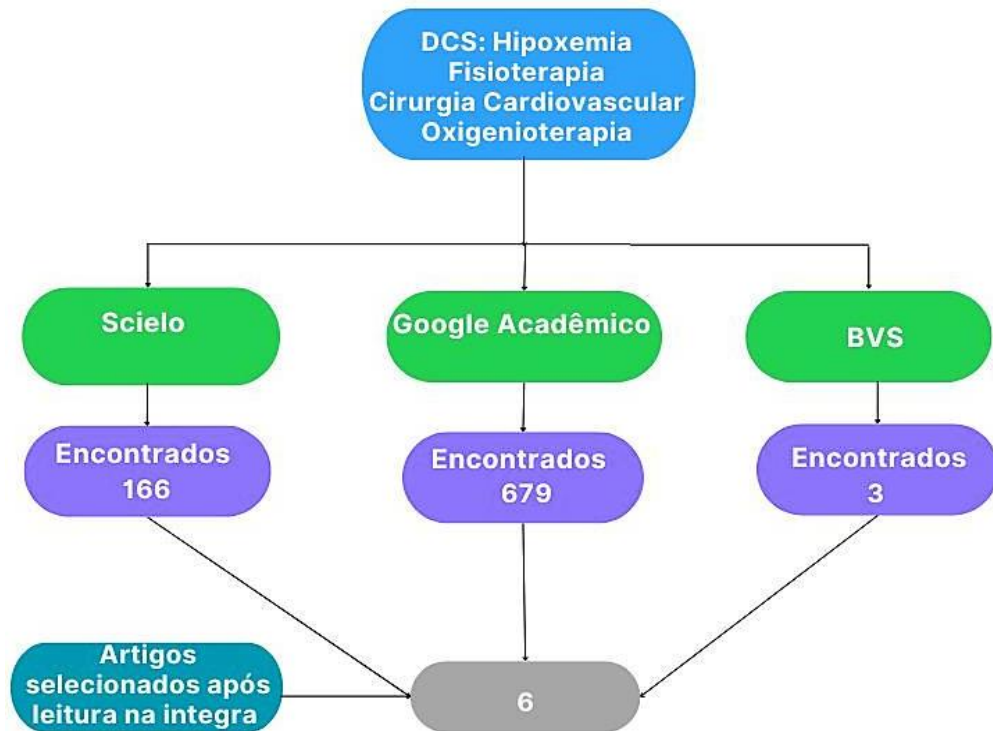 DCS: Hipoxemia
Fisioterapia
Cirurgia Cardiovascular
Oxigenioterapia
Scielo
Google Acadêmico
BVS
Encontrados
166
Encontrados
679
Encontrados
3
Artigos
selecionados após
leitura na integra
6